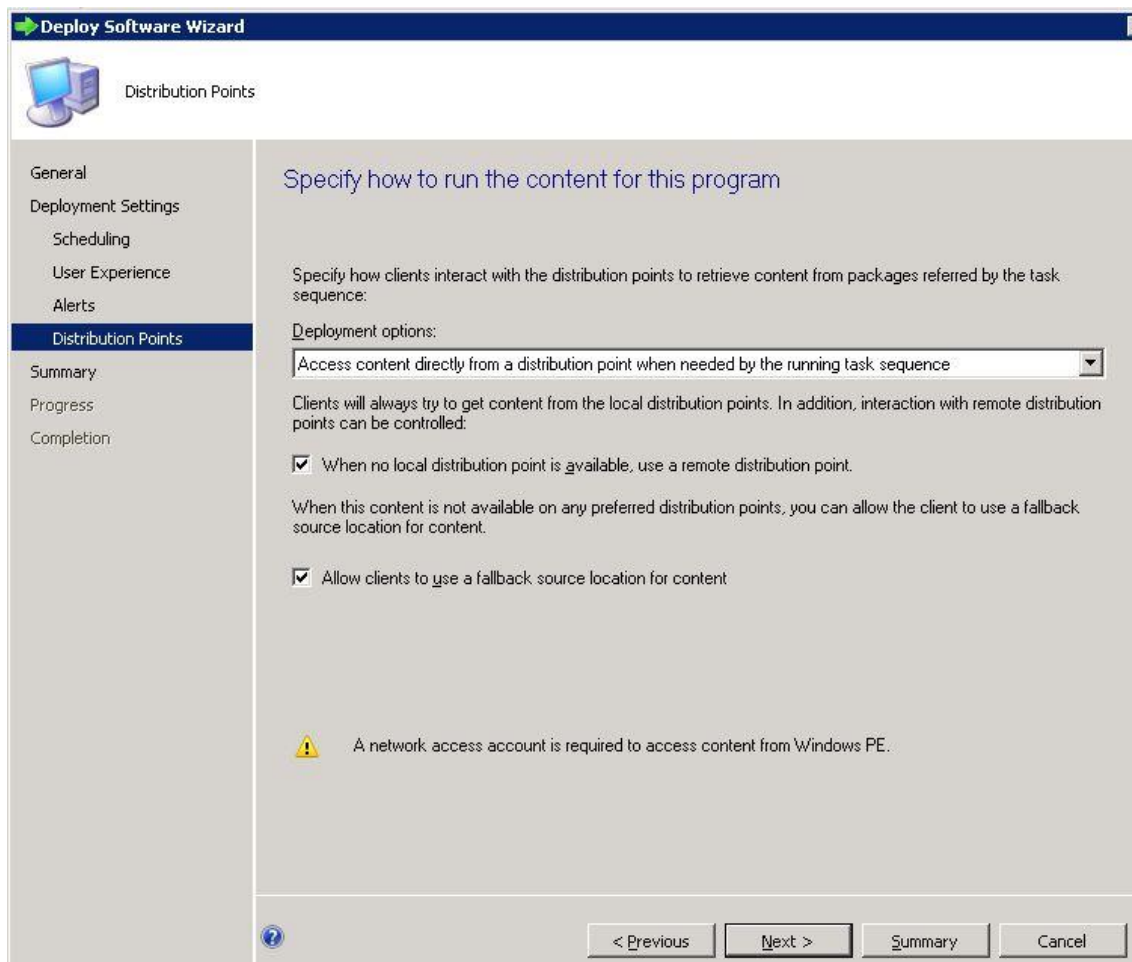 Deploy Software Wizard
Distribution Points
General
Deployment Settings
Scheduling
User Experience
Alerts
Distribution Points
Summary
Progress
Completion
Specify how to run the content for this program
Specify how clients interact with the distribution points to retrieve content from packages referred by the task
sequence:
Deployment options:
Access content directly from a distribution point when needed by the running task sequence
Clients will always try to get content from the local distribution points. In addition, interaction with remote distribution
points can be controlled:
When no local distribution point is available, use a remote distribution point.
When this content is not available on any preferred distribution points, you can allow the client to use a fallback
source location for content.
Allow clients to use a fallback source location for content
A network access account is required to access content from Windows PE.
< Previous
Next >
Summary
Cancel